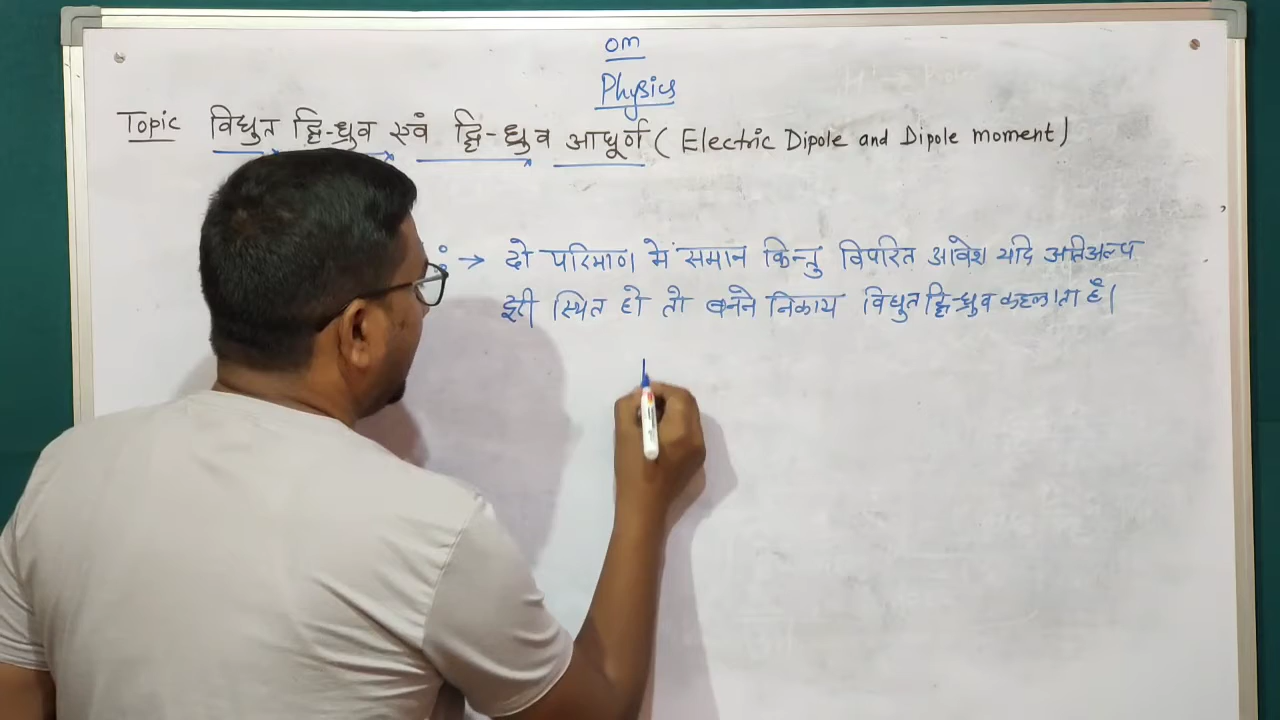 om
Physics
Topic विधुत द्वि-ध्रुव एवं द्वि-ध्रुव आघूर्ण ( Electric Dipole and Dipole moment )
→ दो परिमाण में समान किन्तु विपरित आवेश यदि अतिअल्प
दूरी स्थित हो तो बनने निकाय विधुत द्वि-ध्रुव कहलाता है।